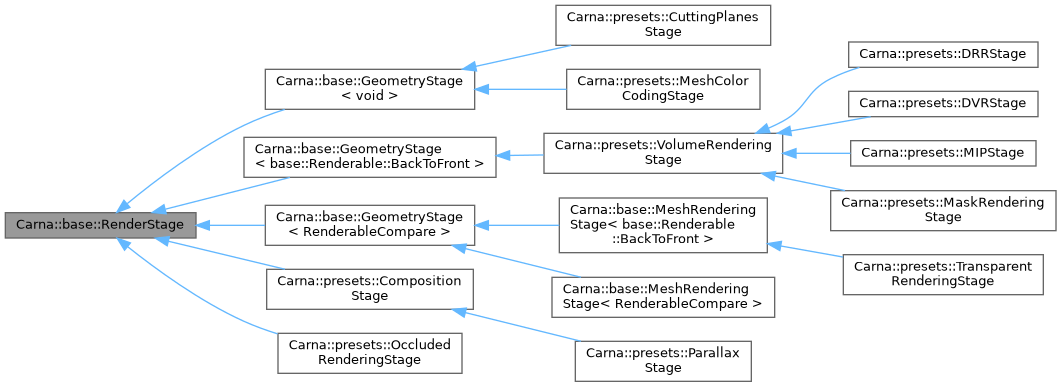 Carna::base::RenderStage
Carna::base::GeometryStage
< void >
Carna::presets::CuttingPlanes
Stage
Carna::presets::MeshColor
CodingStage
Carna::base::GeometryStage
< base::Renderable::BackToFront >
Carna::presets::VolumeRendering
Stage
Carna::presets::DRRStage
Carna::presets::DVRStage
Carna::presets::MIPStage
Carna::presets::MaskRendering
Stage
Carna::base::GeometryStage
< RenderableCompare >
Carna::base::MeshRendering
Stage< base::Renderable
::BackToFront >
Carna::presets::Transparent
RenderingStage
Carna::base::MeshRendering
Stage< RenderableCompare >
Carna::presets::Composition
Stage
Carna::presets::Parallax
Stage
Carna::presets::Occluded
RenderingStage